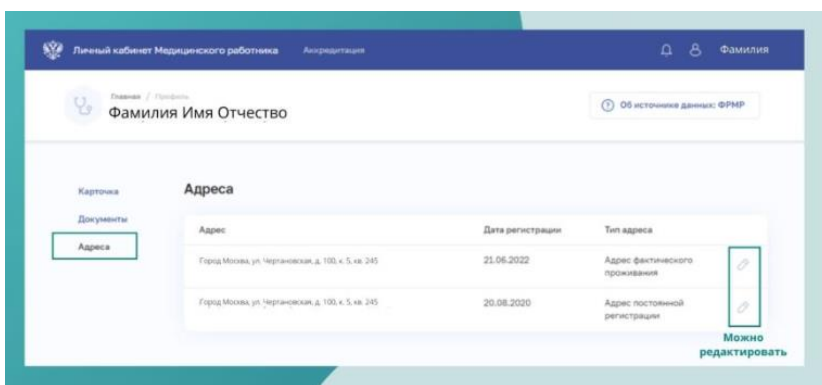 Личный кабинет Медицинского работника Аккредитация Фамилия
Главная / Профиль
Фамилия Имя Отчество
Об источнике данных: ФРМР
Карточка
Документы
Адреса
Адреса
Адрес Дата регистрации Тип адреса
Город Москва, ул. Чертановская, д. 100, к. 5, кв. 245 21.06.2022 Адрес фактического
проживания
Город Москва, ул. Чертановская, д. 100, к. 5, кв. 245 20.08.2020 Адрес постоянной
регистрации
Можно
редактировать